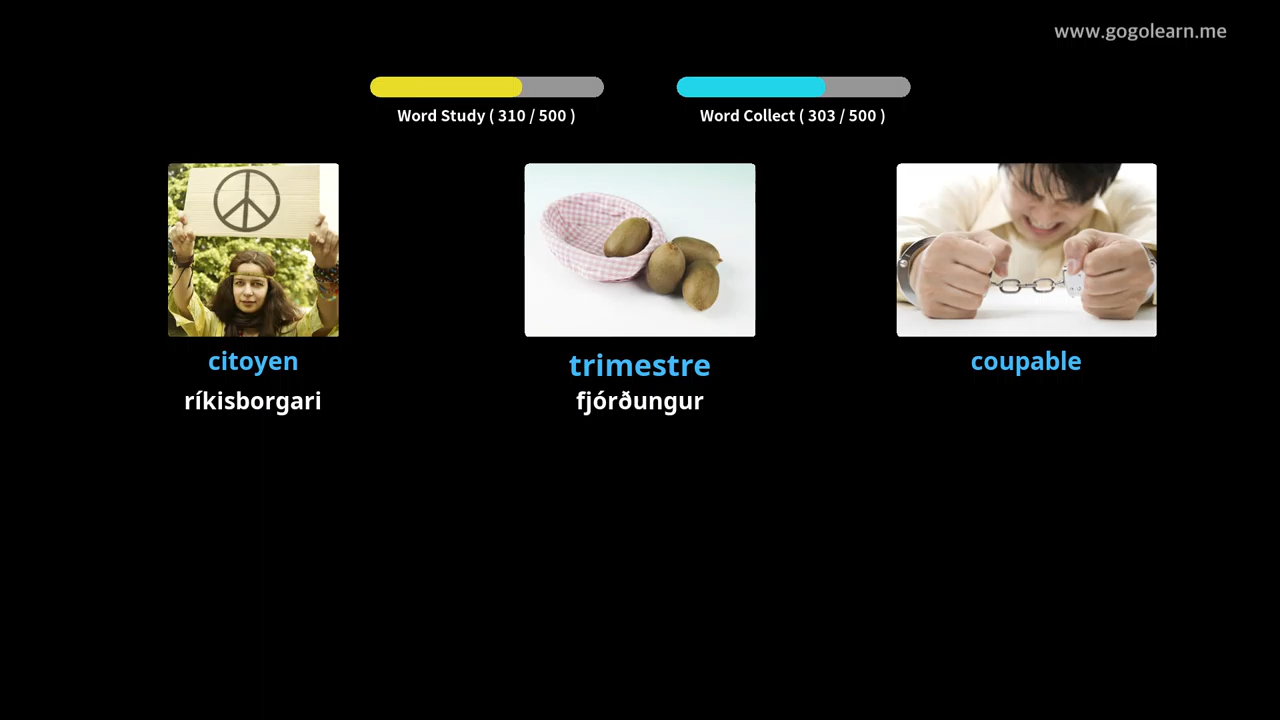 www.gogolearn.me
Word Study ( 310 / 500 )
Word Collect ( 303 / 500 )
citoyen
ríkisborgari
trimestre
fjórðungur
coupable